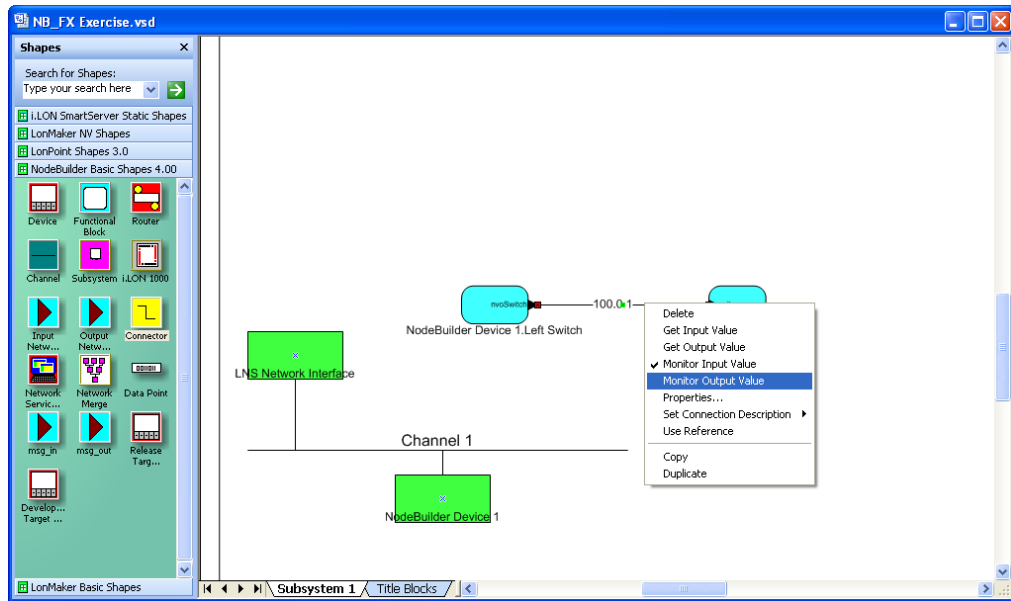 NB_FX Exercise.vsd
Shapes
Search for Shapes:
Type your search here
i.LON SmartServer Static Shapes
LonMaker NV Shapes
LonPoint Shapes 3.0
NodeBuilder Basic Shapes 4.00
Device
Functional
Block
Router
Channel
Subsystem
i.LON 1000
Input
Netw...
Output
Netw...
Connector
Network
Servic...
Network
Merge
Data Point
msg_in
msg_out
Release
Targ...
Develop...
Target ...
LonMaker Basic Shapes
nvoSwitch
100.0 1
NodeBuilder Device 1.Left Switch
LNS Network Interface
Channel 1
NodeBuilder Device 1
Delete
Get Input Value
Get Output Value
Monitor Input Value
Monitor Output Value
Properties...
Set Connection Description
Use Reference
Copy
Duplicate
Subsystem 1
Title Blocks